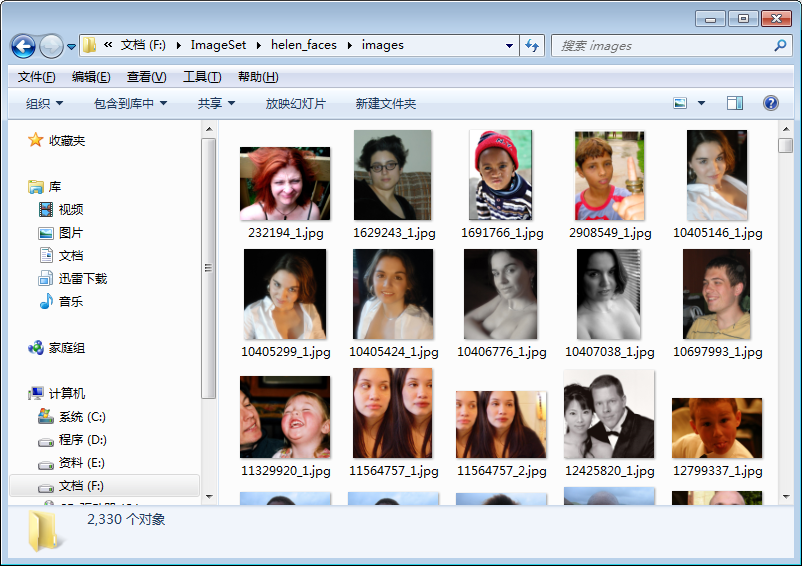 « 文档 (F:) ImageSet helen_faces images
搜索 images
文件(F) 编辑(E) 查看(V) 工具(T) 帮助(H)
组织 包含到库中 共享 放映幻灯片 新建文件夹
收藏夹
库
视频
图片
文档
迅雷下载
音乐
家庭组
计算机
系统 (C:)
程序 (D:)
资料 (E:)
文档 (F:)
232194_1.jpg 1629243_1.jpg 1691766_1.jpg 2908549_1.jpg 10405146_1.jpg
10405299_1.jpg 10405424_1.jpg 10406776_1.jpg 10407038_1.jpg 10697993_1.jpg
11329920_1.jpg 11564757_1.jpg 11564757_2.jpg 12425820_1.jpg 12799337_1.jpg
2,330 个对象